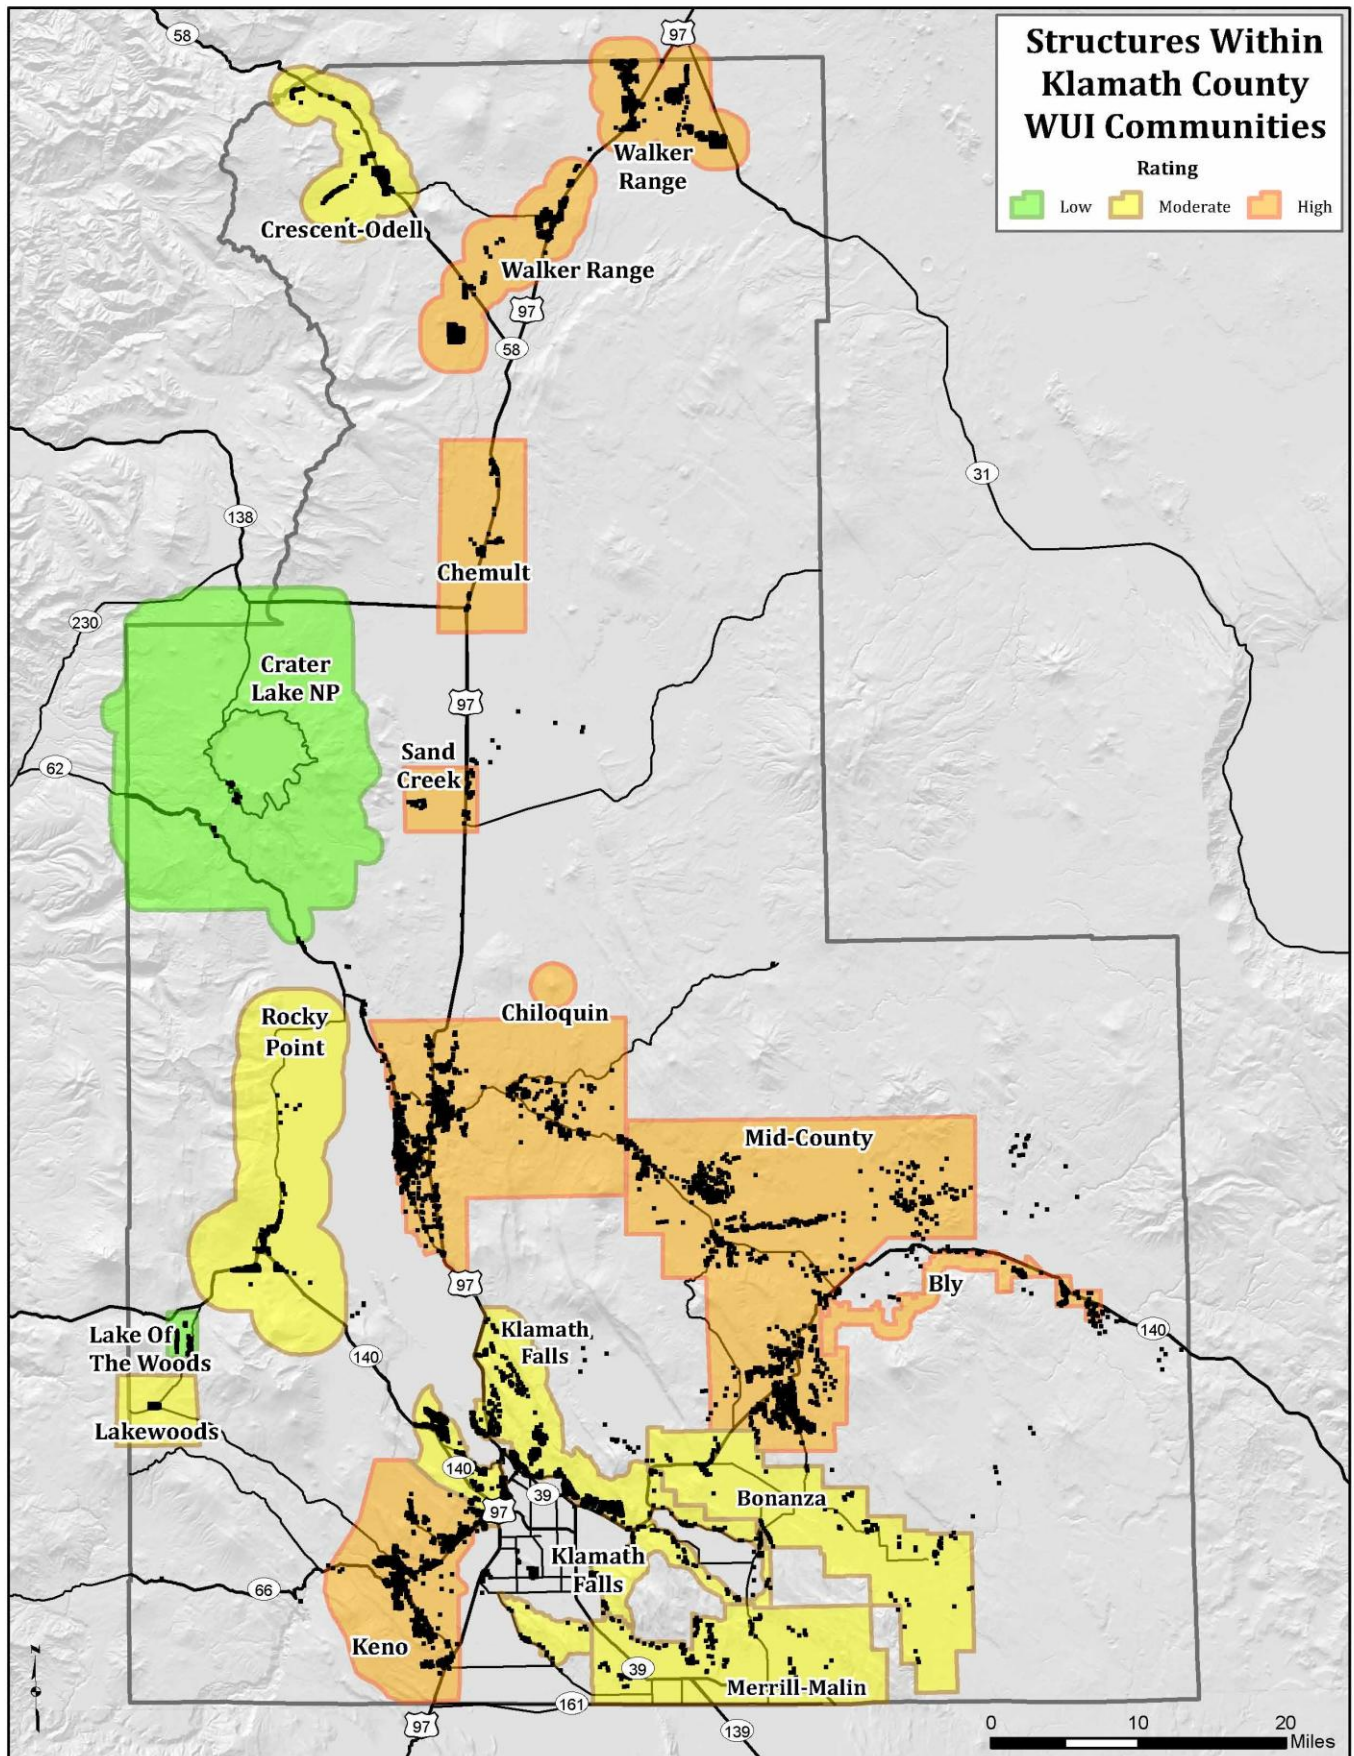 Structures Within
Klamath County
WUI Communities
Rating
Low
Moderate
High
58
97
Walker
Range
Crescent-Odell
Walker Range
97
58
31
138
Chemult
230
Crater
Lake NP
97
62
Sand
Creek
Chiloquin
Rocky
Point
Mid-County
97
Bly
140
Lake Of
The Woods
Klamath
Falls
140
Lakewoods
140
39
97
Bonanza
Klamath
Falls
66
Keno
39
Merrill-Malin
161
97
139
N
0
10
20
Miles